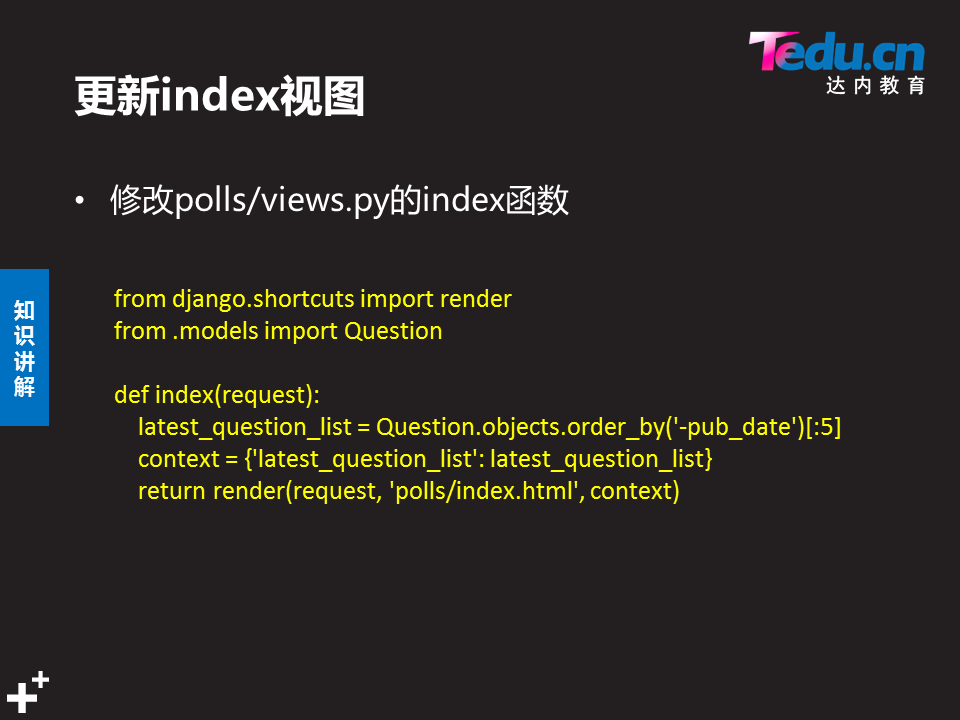 Tedu.cn
达内教育
更新index视图
• 修改polls/views.py的index函数
知识讲解
from django.shortcuts import render
from .models import Question
def index(request):
    latest_question_list = Question.objects.order_by('-pub_date')[:5]
    context = {'latest_question_list': latest_question_list}
    return render(request, 'polls/index.html', context)